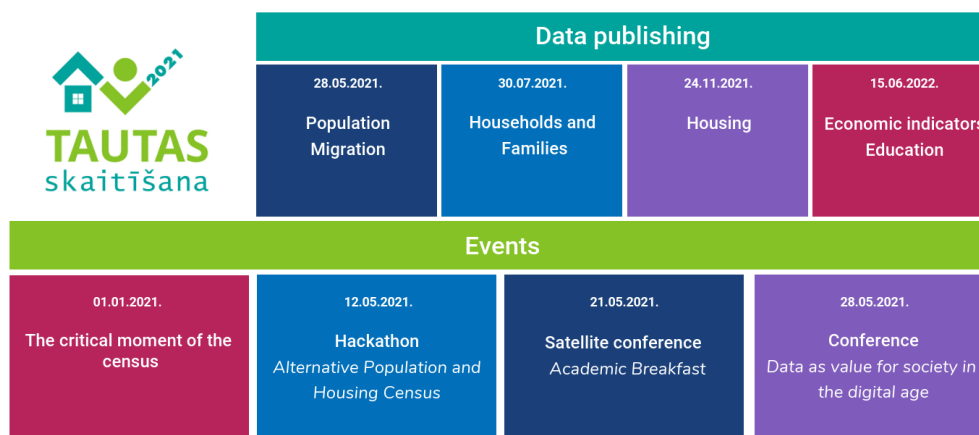 2021
TAUTAS
skaitīšana
Data publishing
28.05.2021.
Population
Migration
30.07.2021.
Households and
Families
24.11.2021.
Housing
15.06.2022.
Economic indicators
Education
Events
01.01.2021.
The critical moment of the
census
12.05.2021.
Hackathon
Alternative Population and
Housing Census
21.05.2021.
Satellite conference
Academic Breakfast
28.05.2021.
Conference
Data as value for society in
the digital age